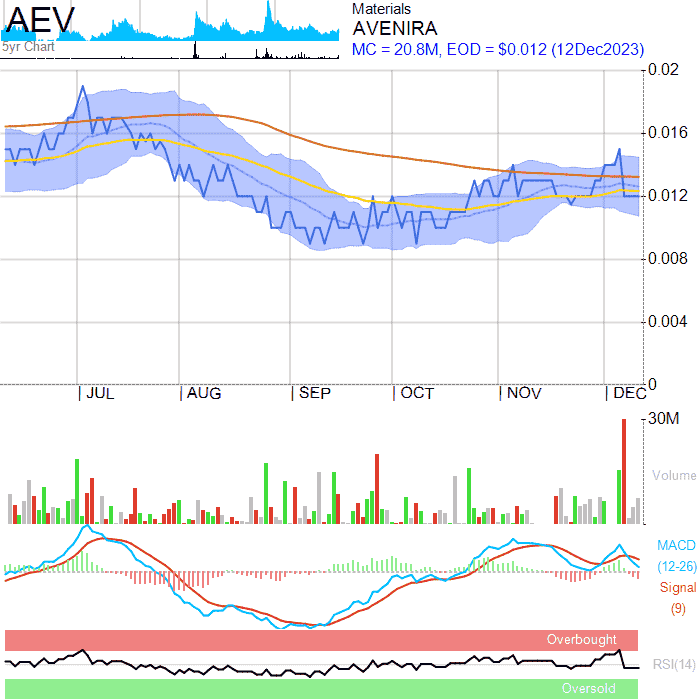 AEV
5yr Chart
Materials
AVENIRA
MC = 20.8M, EOD = $0.012 (12Dec2023)
0.02
0.016
0.012
0.008
0.004
0
| JUL | AUG | SEP | OCT | NOV | DEC
30M
Volume
MACD
(12-26)
Signal
(9)
Overbought
RSI(14)
Oversold